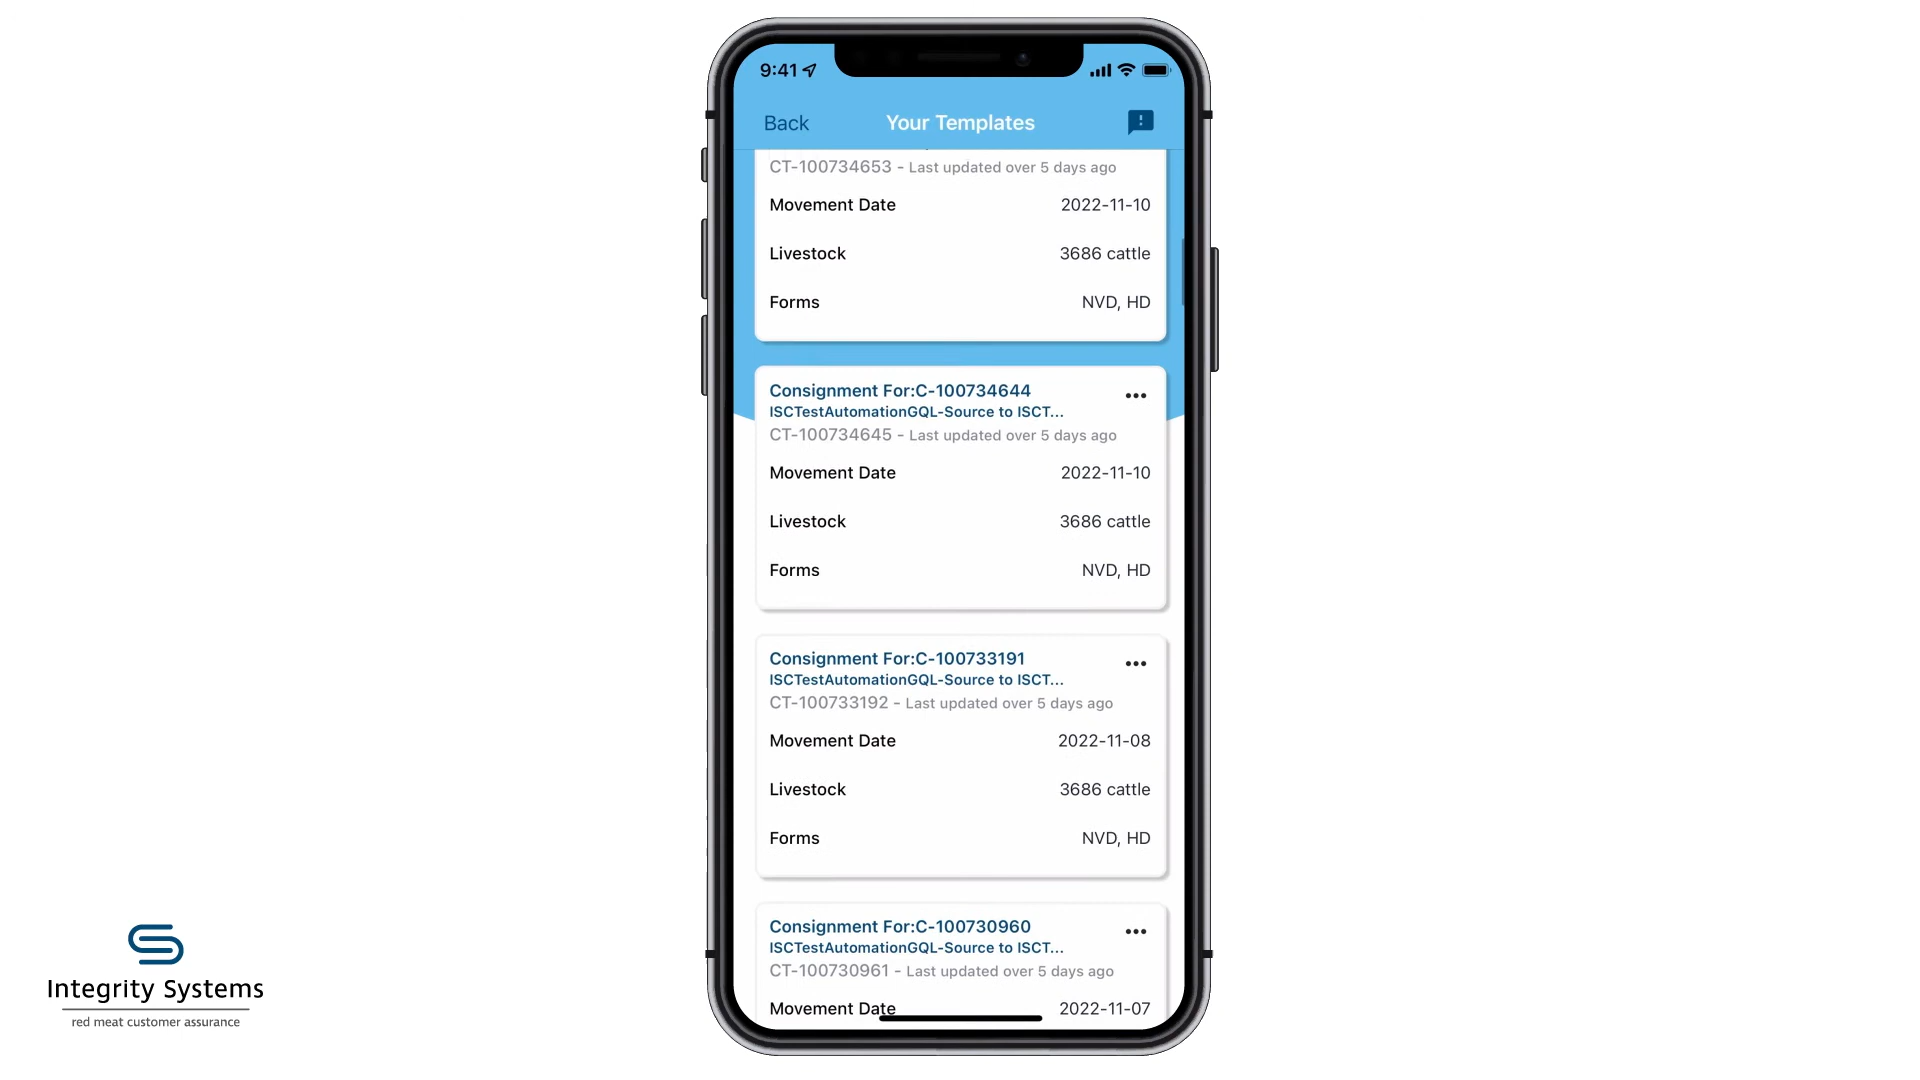 9:41
Back
Your Templates
CT-100734653 - Last updated over 5 days ago
Movement Date 2022-11-10
Livestock 3686 cattle
Forms NVD, HD
Consignment For:C-100734644
ISCTestAutomationGQL-Source to ISCT...
CT-100734645 - Last updated over 5 days ago
Movement Date 2022-11-10
Livestock 3686 cattle
Forms NVD, HD
Consignment For:C-100733191
ISCTestAutomationGQL-Source to ISCT...
CT-100733192 - Last updated over 5 days ago
Movement Date 2022-11-08
Livestock 3686 cattle
Forms NVD, HD
Consignment For:C-100730960
ISCTestAutomationGQL-Source to ISCT...
CT-100730961 - Last updated over 5 days ago
Movement Date 2022-11-07
Integrity Systems
red meat customer assurance